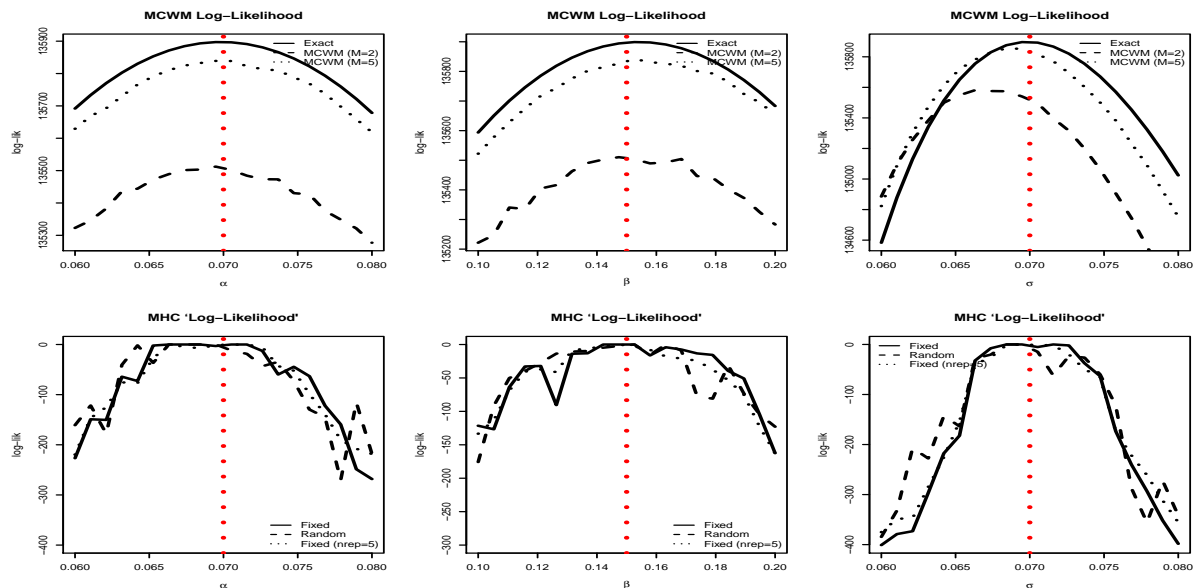 MCWM Log−Likelihood
Exact
MCWM (M=2)
MCWM (M=5)
log−lik
135300 135500 135700 135900
0.060 0.065 0.070 0.075 0.080
α
MCWM Log−Likelihood
Exact
MCWM (M=2)
MCWM (M=5)
log−lik
135200 135400 135600 135800
0.10 0.12 0.14 0.16 0.18 0.20
β
MCWM Log−Likelihood
Exact
MCWM (M=2)
MCWM (M=5)
log−lik
134600 135000 135400 135800
0.060 0.065 0.070 0.075 0.080
σ
MHC ‘Log−Likelihood'
Fixed
Random
Fixed (nrep=5)
log−lik
−400 −300 −200 −100 0
0.060 0.065 0.070 0.075 0.080
α
MHC ‘Log−Likelihood'
Fixed
Random
Fixed (nrep=5)
log−lik
−300 −250 −200 −150 −100 −50 0
0.10 0.12 0.14 0.16 0.18 0.20
β
MHC ‘Log−Likelihood'
Fixed
Random
Fixed (nrep=5)
log−lik
−400 −300 −200 −100 0
0.060 0.065 0.070 0.075 0.080
σ